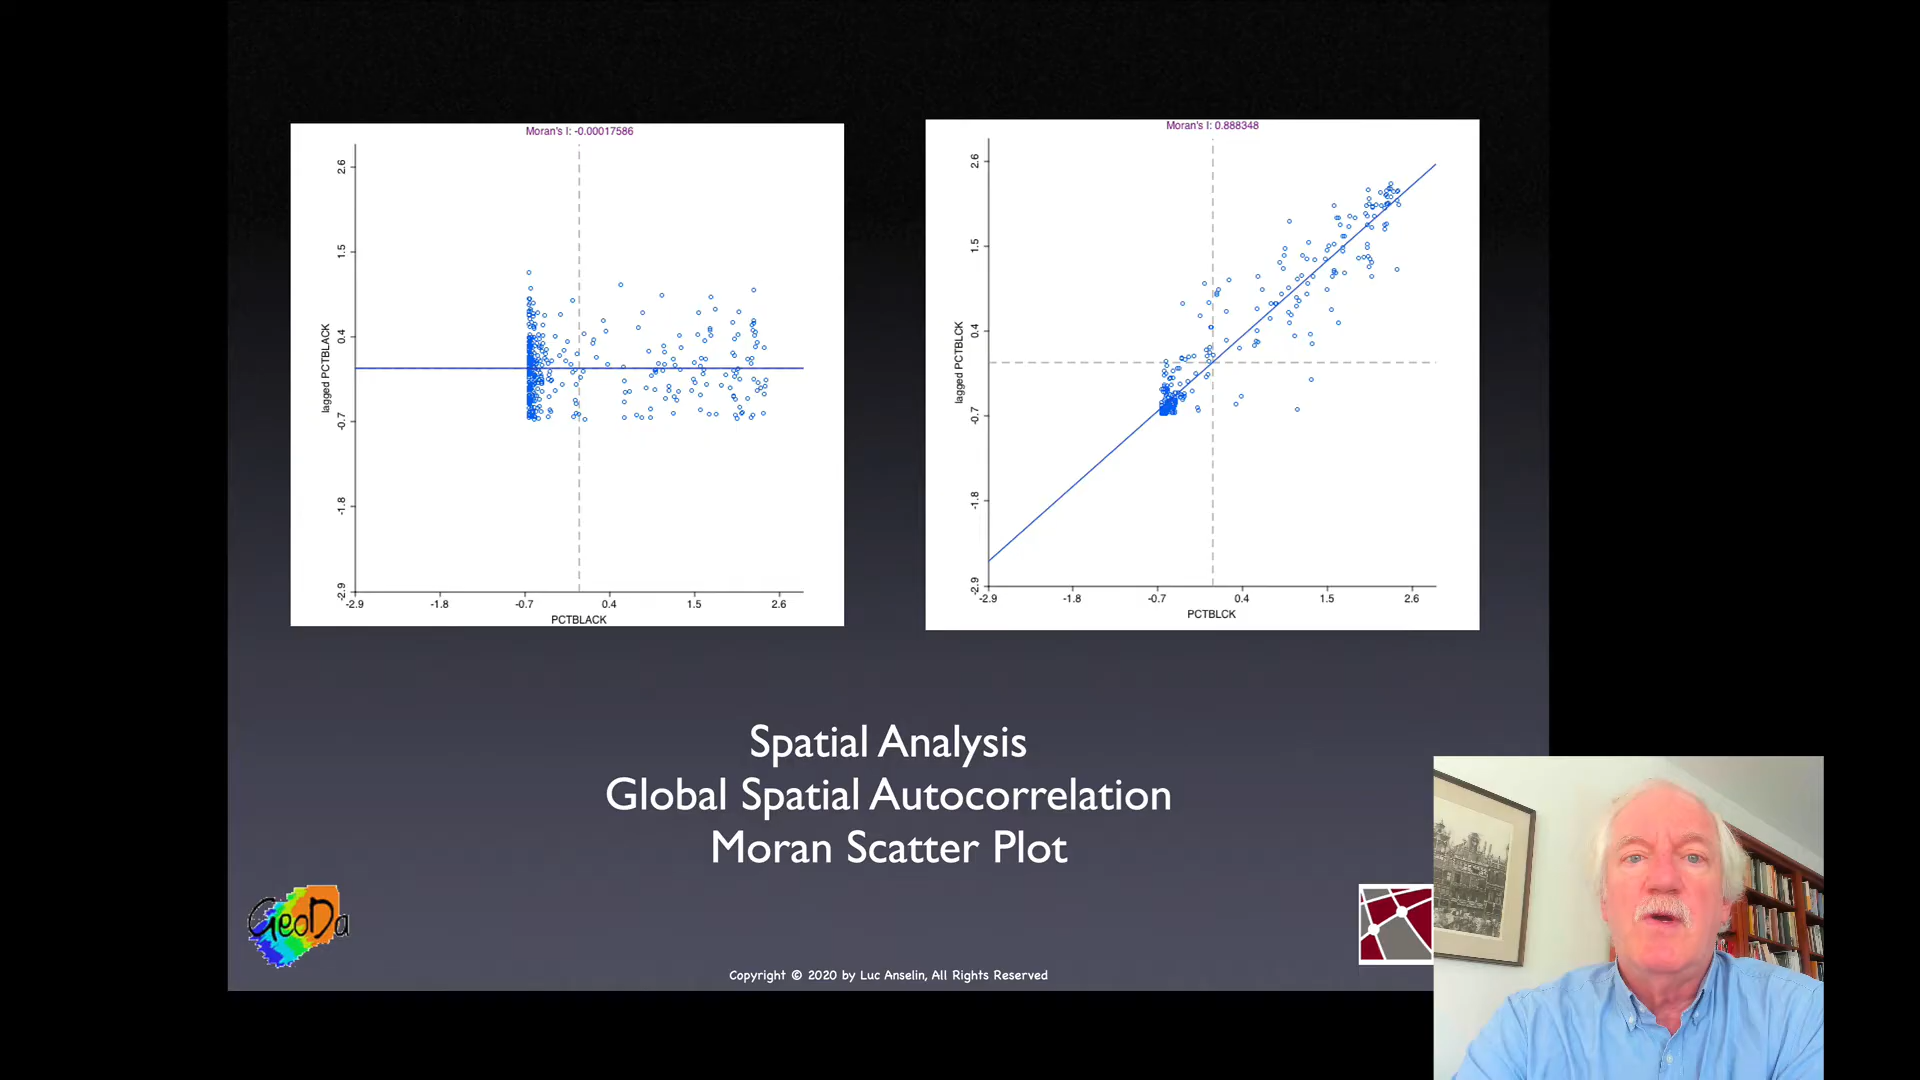 Moran's I: -0.00017586
2.6
1.5
0.4
-0.7
-1.8
-2.9
lagged PCTBLACK
-2.9 -1.8 -0.7 0.4 1.5 2.6
PCTBLACK
Moran's I: 0.888348
2.6
1.5
0.4
-0.7
-1.8
-2.9
lagged PCTBLCK
-2.9 -1.8 -0.7 0.4 1.5 2.6
PCTBLCK
Spatial Analysis
Global Spatial Autocorrelation
Moran Scatter Plot
GeoDa
Copyright © 2020 by Luc Anselin, All Rights Reserved